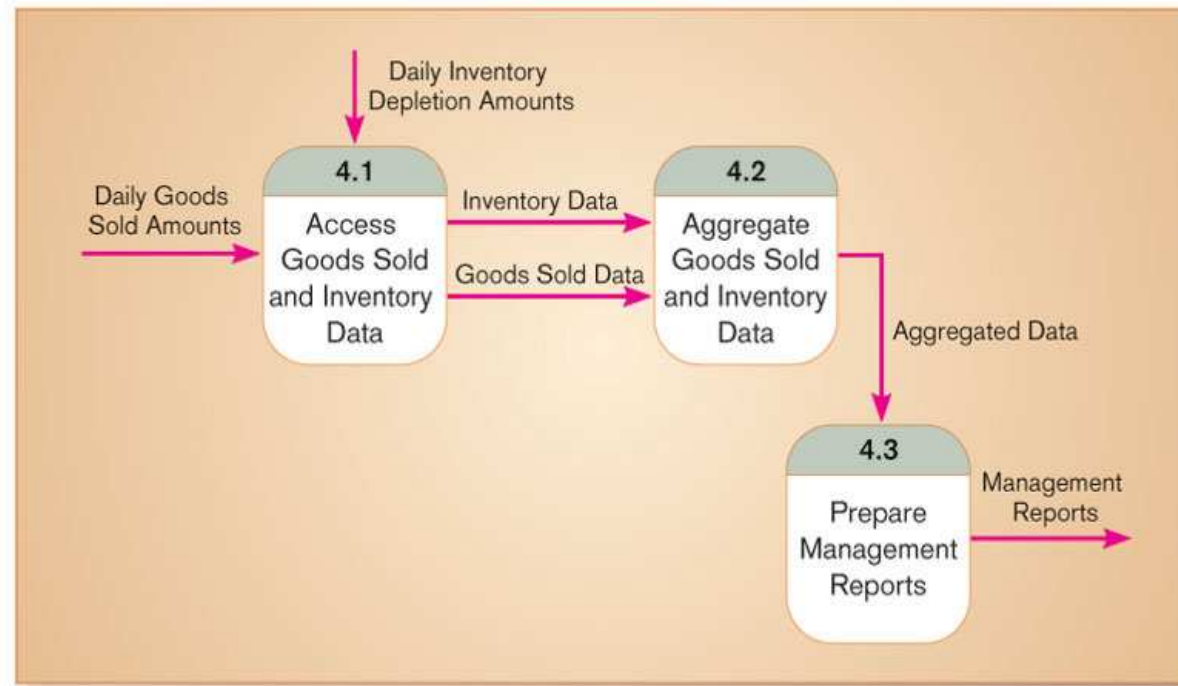 Daily Inventory
Depletion Amounts
4.1
4.2
Daily Goods
Sold Amounts
Access
Goods Sold
and Inventory
Data
Inventory Data
Goods Sold Data
Aggregate
Goods Sold
and Inventory
Data
Aggregated Data
4.3
Prepare
Management
Reports
Management
Reports